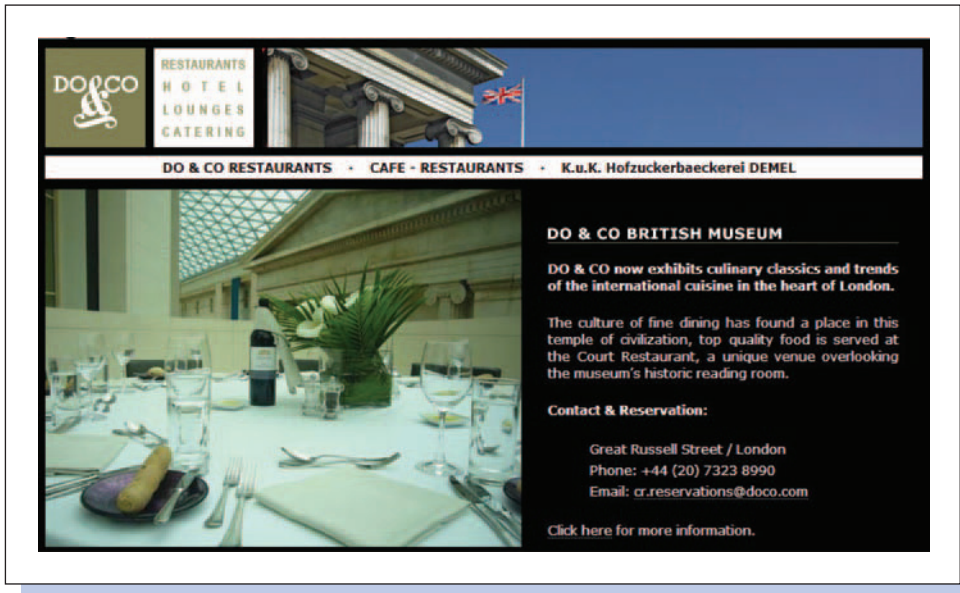 DO&CO
RESTAURANTS
HOTEL
LOUNGES
CATERING
DO & CO RESTAURANTS · CAFE - RESTAURANTS · K.u.K. Hofzuckerbaeckerei DEMEL
DO & CO BRITISH MUSEUM
DO & CO now exhibits culinary classics and trends
of the international cuisine in the heart of London.
The culture of fine dining has found a place in this
temple of civilization, top quality food is served at
the Court Restaurant, a unique venue overlooking
the museum's historic reading room.
Contact & Reservation:
Great Russell Street / London
Phone: +44 (20) 7323 8990
Email: cr.reservations@doco.com
Click here for more information.